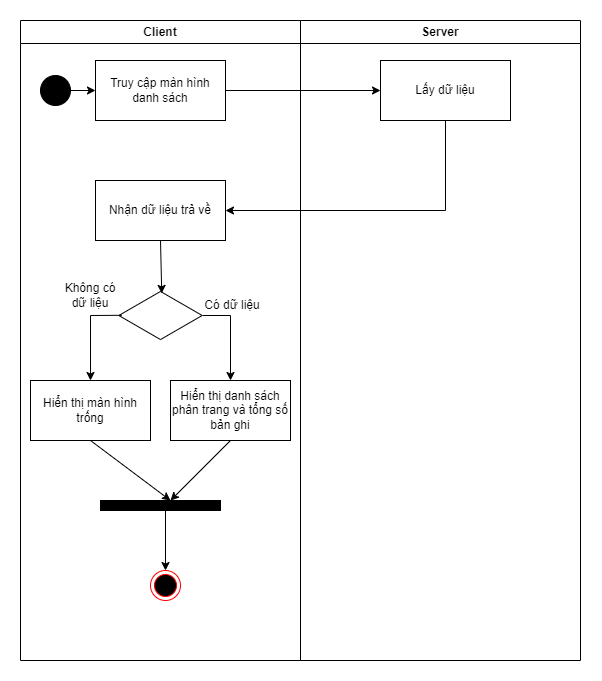 Client
Server
Truy cập màn hình
danh sách
Lấy dữ liệu
Nhận dữ liệu trả về
Không có
dữ liệu
Có dữ liệu
Hiển thị màn hình
trống
Hiển thị danh sách
phân trang và tổng số
bản ghi